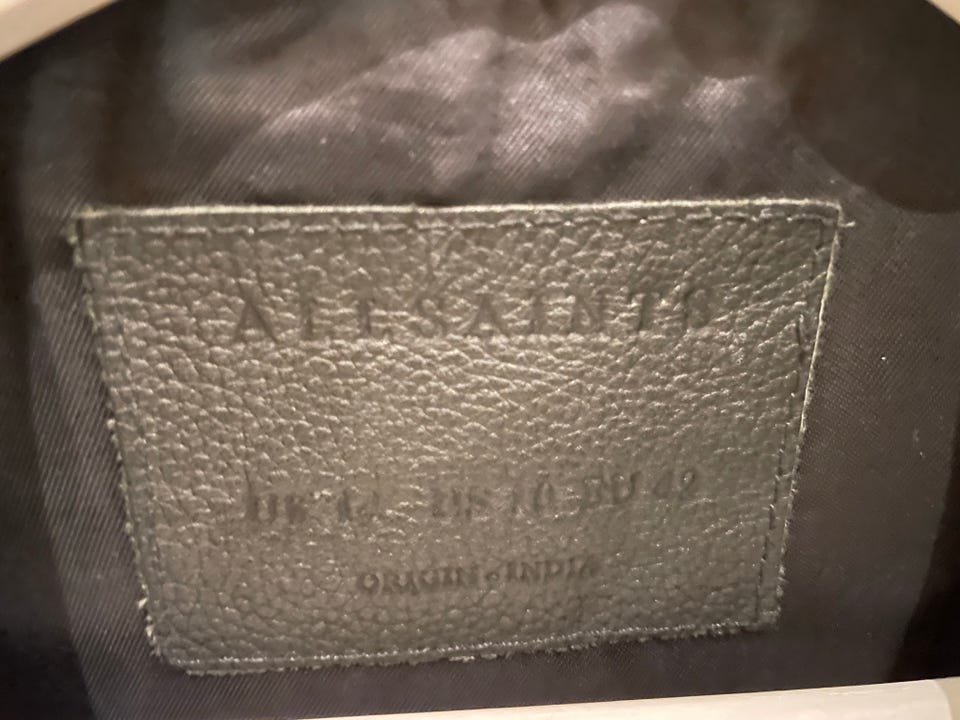 ALLSAINTS
UK 14 US 10 EU 42
ORIGIN - INDIA